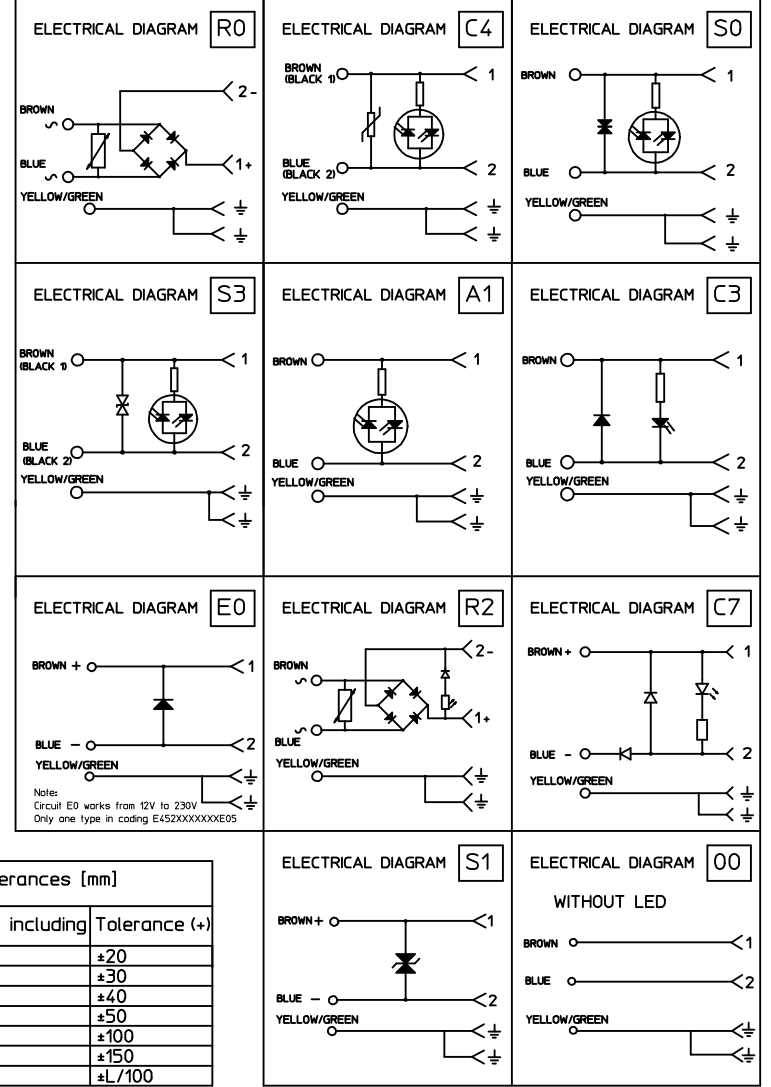 ELECTRICAL DIAGRAM R0
2-
BROWN
∿
BLUE
1+
∿
YELLOW/GREEN
ELECTRICAL DIAGRAM C4
BROWN
(BLACK 1)
1
BLUE
(BLACK 2)
2
YELLOW/GREEN
ELECTRICAL DIAGRAM S0
BROWN
1
BLUE
2
YELLOW/GREEN
ELECTRICAL DIAGRAM S3
BROWN
(BLACK 1)
1
BLUE
(BLACK 2)
2
YELLOW/GREEN
ELECTRICAL DIAGRAM A1
BROWN
1
BLUE
2
YELLOW/GREEN
ELECTRICAL DIAGRAM C3
BROWN
1
BLUE
2
YELLOW/GREEN
ELECTRICAL DIAGRAM E0
BROWN +
1
BLUE -
2
YELLOW/GREEN
Note:
Circuit E0 works from 12V to 230V
Only one type in coding E452XXXXXXXE05
ELECTRICAL DIAGRAM R2
2-
BROWN
∿
1+
∿
BLUE
YELLOW/GREEN
ELECTRICAL DIAGRAM C7
BROWN +
1
BLUE -
2
YELLOW/GREEN
ELECTRICAL DIAGRAM S1
BROWN +
1
BLUE -
2
YELLOW/GREEN
ELECTRICAL DIAGRAM 00
WITHOUT LED
BROWN
1
BLUE
2
YELLOW/GREEN
erances [mm]
including Tolerance (+)
±20
±30
±40
±50
±100
±150
±L/100